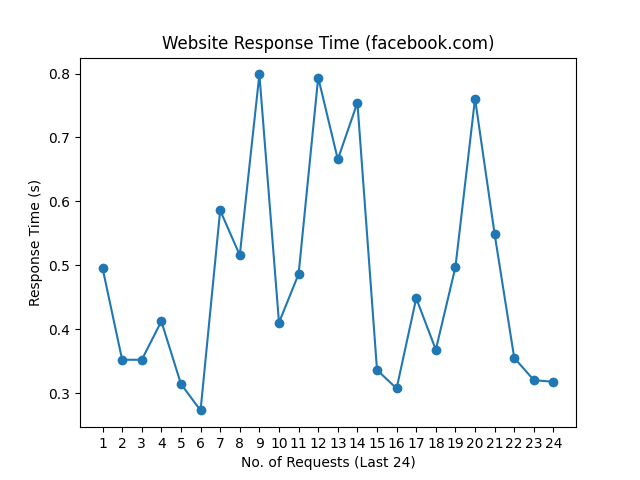 Website Response Time (facebook.com)
0.8
0.7
0.6
0.5
0.4
0.3
Response Time (s)
1 2 3 4 5 6 7 8 9 10 11 12 13 14 15 16 17 18 19 20 21 22 23 24
No. of Requests (Last 24)